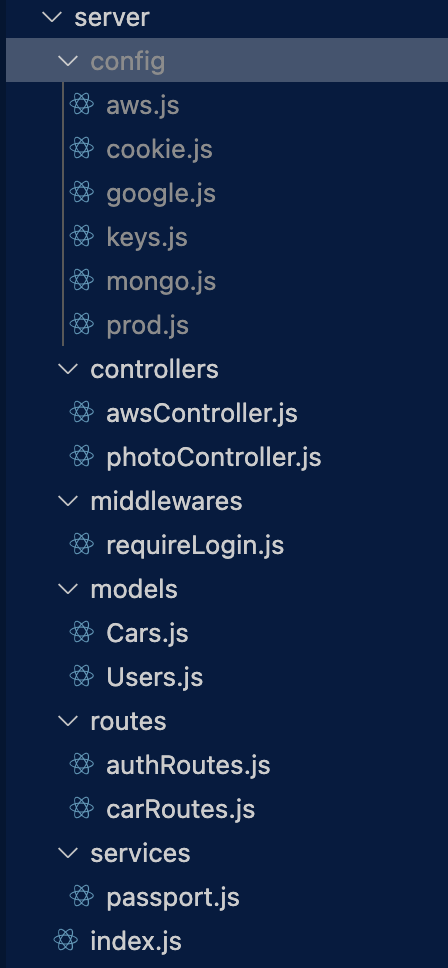 server
config
aws.js
cookie.js
google.js
keys.js
mongo.js
prod.js
controllers
awsController.js
photoController.js
middlewares
requireLogin.js
models
Cars.js
Users.js
routes
authRoutes.js
carRoutes.js
services
passport.js
index.js